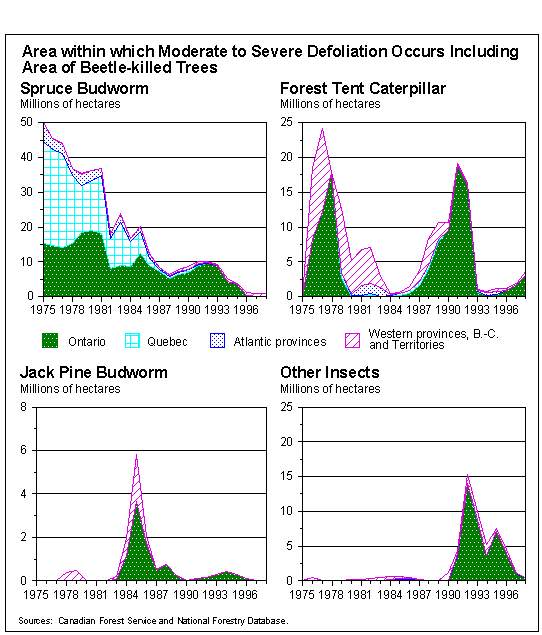 Area within which Moderate to Severe Defoliation Occurs Including
Area of Beetle-killed Trees
Spruce Budworm
Millions of hectares
50
40
30
20
10
0
1975 1978 1981 1984 1987 1990 1993 1996
Forest Tent Caterpillar
Millions of hectares
25
20
15
10
5
0
1975 1978 1981 1984 1987 1990 1993 1996
Ontario
Quebec
Atlantic provinces
Western provinces, B.-C.
and Territories
Jack Pine Budworm
Millions of hectares
8
6
4
2
0
1975 1978 1981 1984 1987 1990 1993 1996
Other Insects
Millions of hectares
25
20
15
10
5
0
1975 1978 1981 1984 1987 1990 1993 1996
Sources: Canadian Forest Service and National Forestry Database.